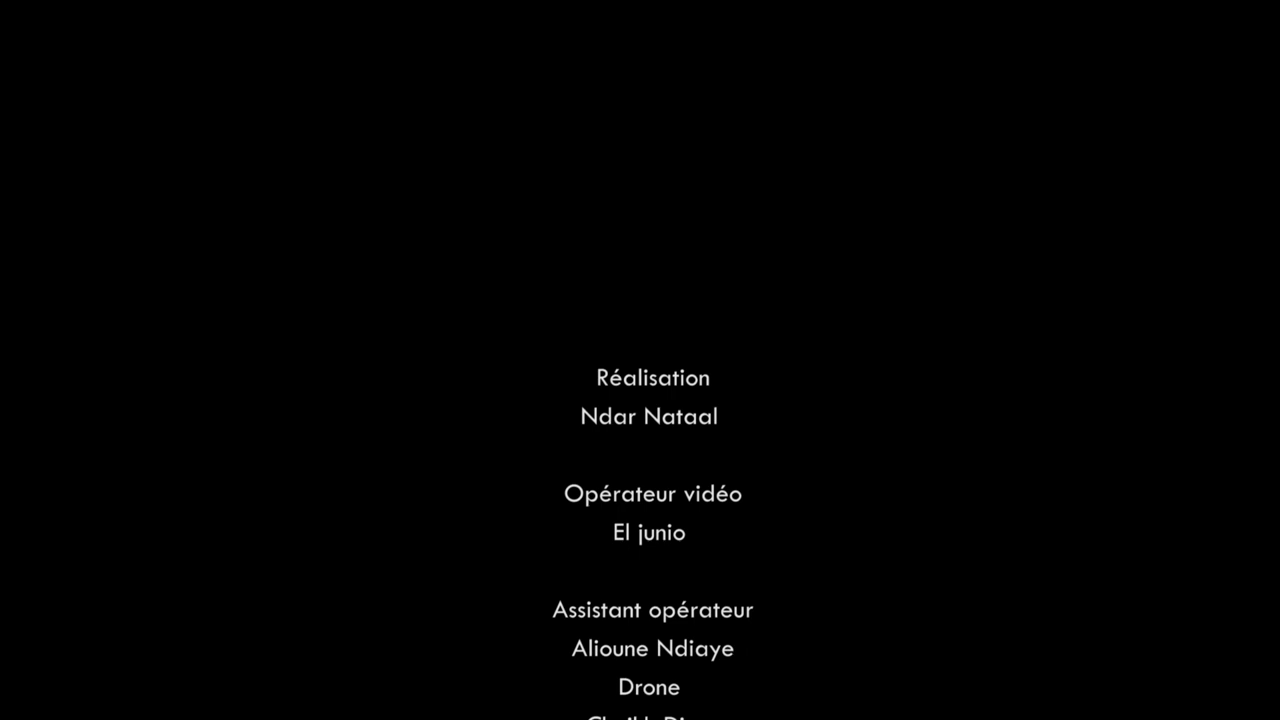 Réalisation
Ndar Nataal
Opérateur vidéo
El junio
Assistant opérateur
Alioune Ndiaye
Drone